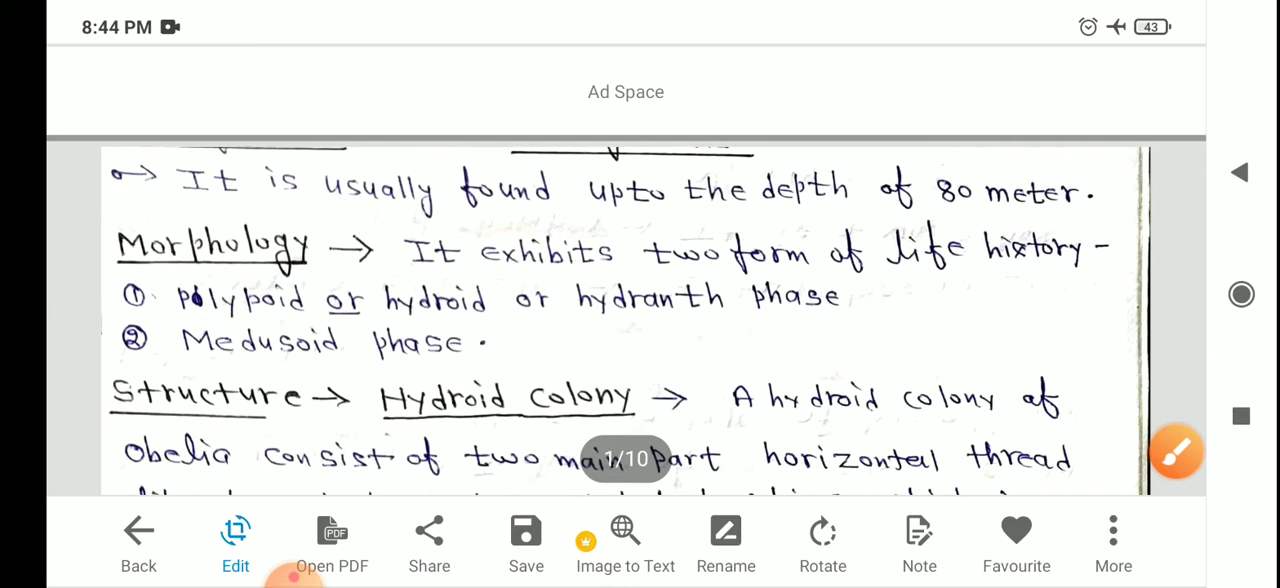 8:44 PM
43
Ad Space
It is usually found upto the depth of 80 meter.
Morphology → It exhibits two form of life history -
① polypoid or hydroid or hydranth phase
② Medusoid phase.
Structure → Hydroid colony → A hydroid colony of
obelia consist of two main part horizontal thread
1/10
Back Edit Open PDF Share Save Image to Text Rename Rotate Note Favourite More